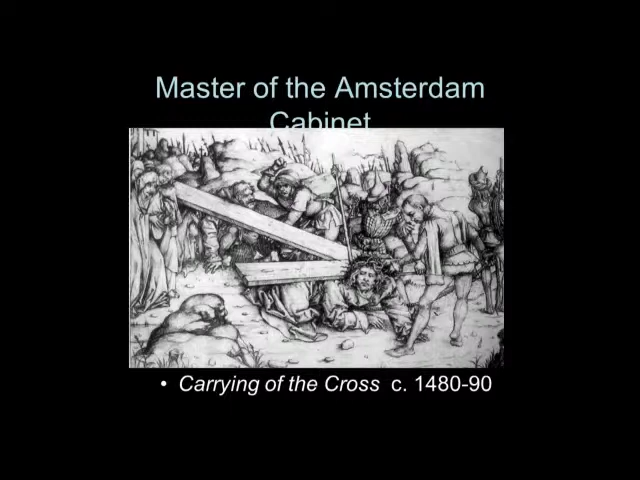 Master of the Amsterdam
Cabinet
• Carrying of the Cross c. 1480-90